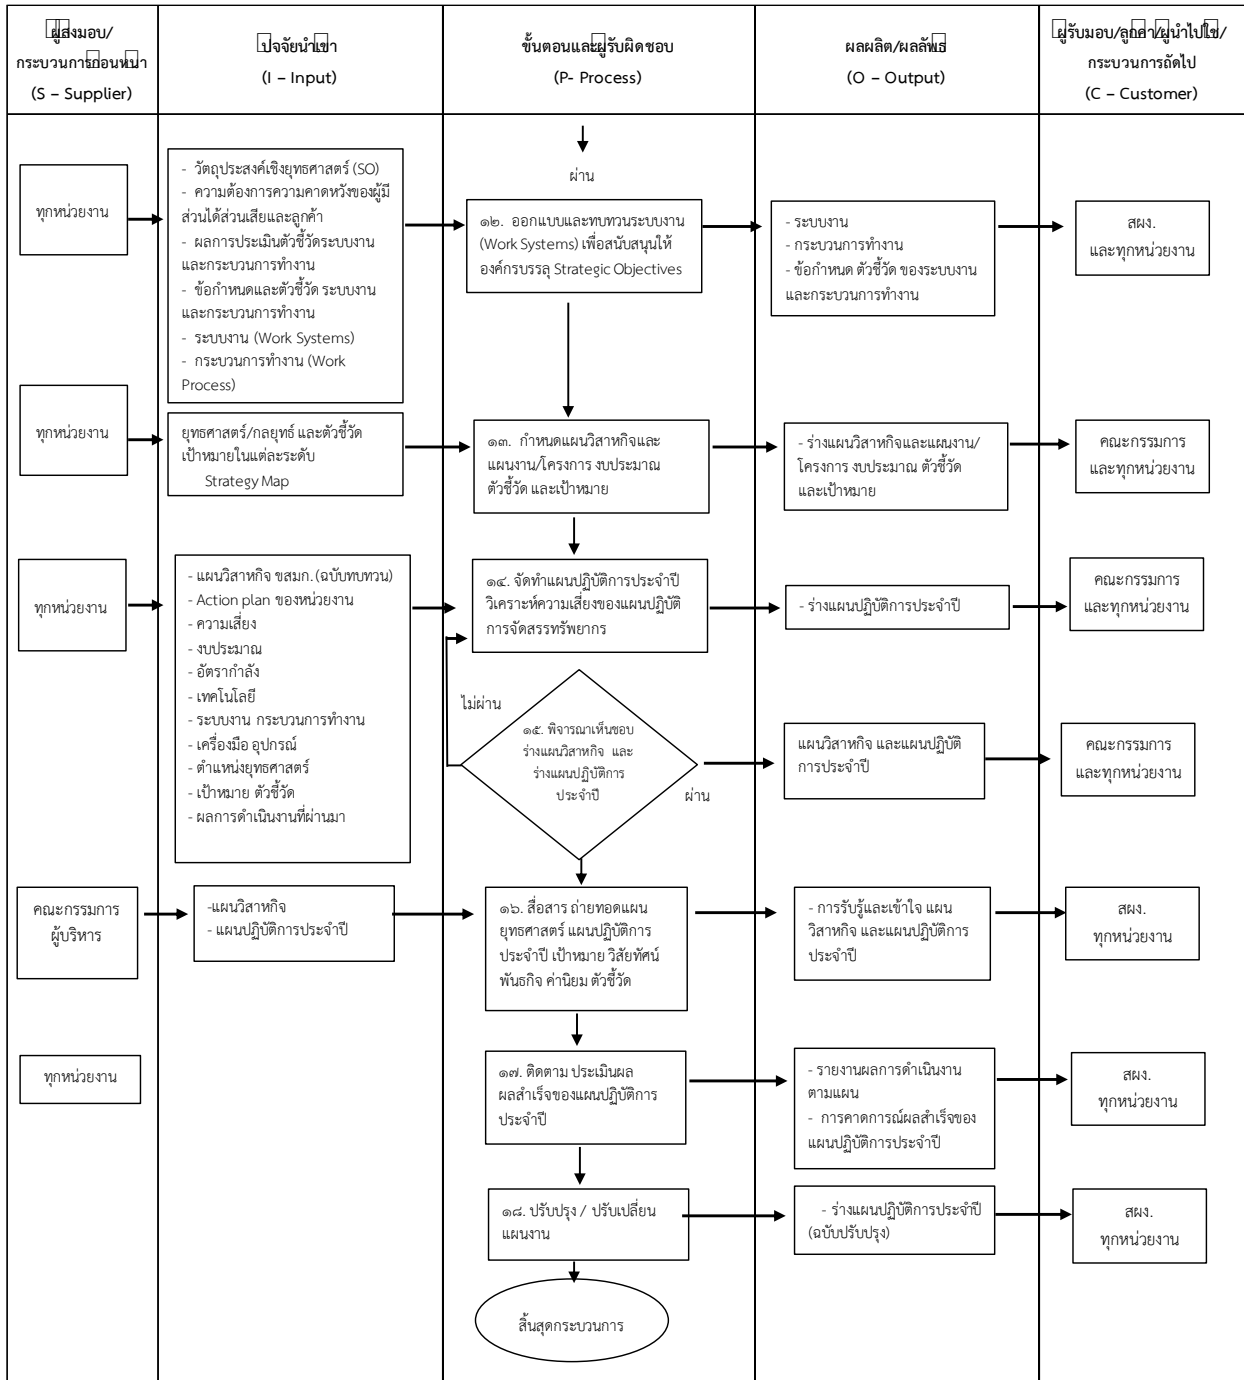 ผู้ส่งมอบ/
กระบวนการก่อนหน้า
(S – Supplier)
ปัจจัยนำเข้า
(I – Input)
ขั้นตอนและผู้รับผิดชอบ
(P- Process)
ผลผลิต/ผลลัพธ์
(O – Output)
ผู้รับมอบ/ลูกค้า/ผู้นำไปใช้/
กระบวนการถัดไป
(C – Customer)
ผ่าน
ทุกหน่วยงาน
- วัตถุประสงค์เชิงยุทธศาสตร์ (SO)
- ความต้องการความคาดหวังของผู้มี
ส่วนได้ส่วนเสียและลูกค้า
- ผลการประเมินตัวชี้วัดระบบงาน
และกระบวนการทำงาน
- ข้อกำหนดและตัวชี้วัด ระบบงาน
และกระบวนการทำงาน
- ระบบงาน (Work Systems)
- กระบวนการทำงาน (Work
Process)
๑๒. ออกแบบและทบทวนระบบงาน
(Work Systems) เพื่อสนับสนุนให้
องค์กรบรรลุ Strategic Objectives
- ระบบงาน
- กระบวนการทำงาน
- ข้อกำหนด ตัวชี้วัด ของระบบงาน
และกระบวนการทำงาน
สผง.
และทุกหน่วยงาน
ทุกหน่วยงาน
ยุทธศาสตร์/กลยุทธ์ และตัวชี้วัด
เป้าหมายในแต่ละระดับ
Strategy Map
๑๓. กำหนดแผนวิสาหกิจและ
แผนงาน/โครงการ งบประมาณ
ตัวชี้วัด และเป้าหมาย
- ร่างแผนวิสาหกิจและแผนงาน/
โครงการ งบประมาณ ตัวชี้วัด
และเป้าหมาย
คณะกรรมการ
และทุกหน่วยงาน
ทุกหน่วยงาน
- แผนวิสาหกิจ ขสมก. (ฉบับทบทวน)
- Action plan ของหน่วยงาน
- ความเสี่ยง
- งบประมาณ
- อัตรากำลัง
- เทคโนโลยี
- ระบบงาน กระบวนการทำงาน
- เครื่องมือ อุปกรณ์
- ตำแหน่งยุทธศาสตร์
- เป้าหมาย ตัวชี้วัด
- ผลการดำเนินงานที่ผ่านมา
๑๔. จัดทำแผนปฏิบัติการประจำปี
วิเคราะห์ความเสี่ยงของแผนปฏิบัติ
การจัดสรรทรัพยากร
- ร่างแผนปฏิบัติการประจำปี
คณะกรรมการ
และทุกหน่วยงาน
ไม่ผ่าน
๑๕. พิจารณาเห็นชอบ
ร่างแผนวิสาหกิจ และ
ร่างแผนปฏิบัติการ
ประจำปี
ผ่าน
แผนวิสาหกิจ และแผนปฏิบัติ
การประจำปี
คณะกรรมการ
และทุกหน่วยงาน
คณะกรรมการ
ผู้บริหาร
-แผนวิสาหกิจ
- แผนปฏิบัติการประจำปี
๑๖. สื่อสาร ถ่ายทอดแผน
ยุทธศาสตร์ แผนปฏิบัติการ
ประจำปี เป้าหมาย วิสัยทัศน์
พันธกิจ ค่านิยม ตัวชี้วัด
- การรับรู้และเข้าใจ แผน
วิสาหกิจ และแผนปฏิบัติการ
ประจำปี
สผง.
ทุกหน่วยงาน
ทุกหน่วยงาน
๑๗. ติดตาม ประเมินผล
ผลสำเร็จของแผนปฏิบัติการ
ประจำปี
- รายงานผลการดำเนินงาน
ตามแผน
- การคาดการณ์ผลสำเร็จของ
แผนปฏิบัติการประจำปี
สผง.
ทุกหน่วยงาน
๑๘. ปรับปรุง / ปรับเปลี่ยน
แผนงาน
- ร่างแผนปฏิบัติการประจำปี
(ฉบับปรับปรุง)
สผง.
ทุกหน่วยงาน
สิ้นสุดกระบวนการ